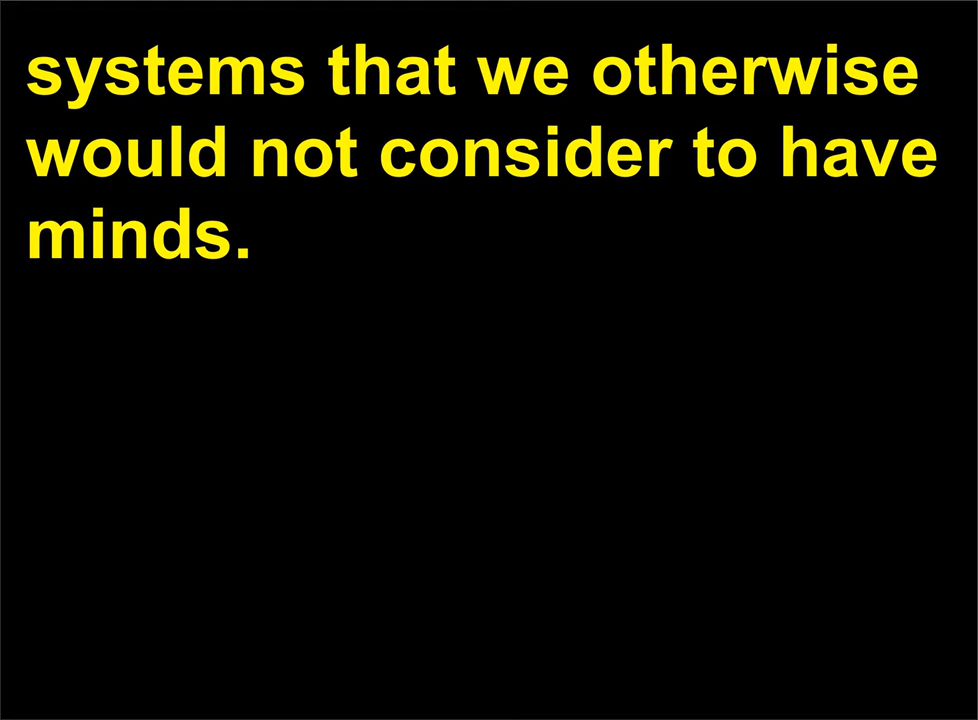 systems that we otherwise
would not consider to have
minds.